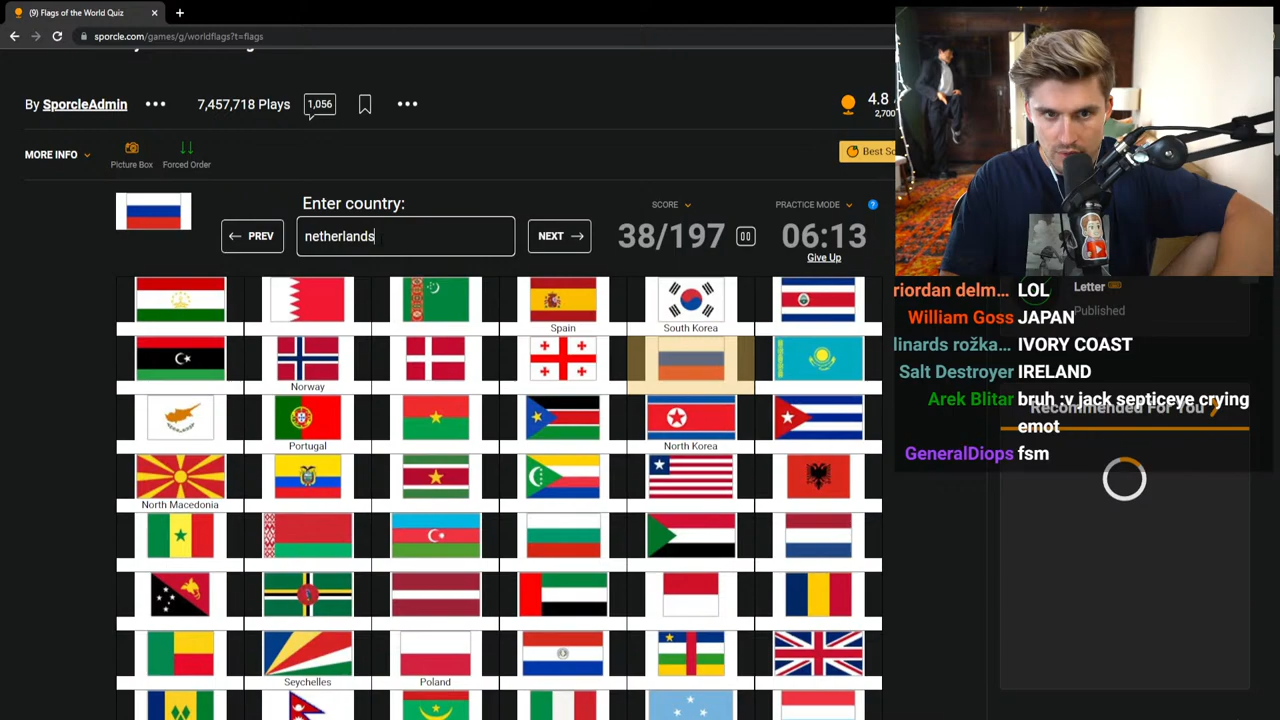 (9) Flags of the World Quiz
sporcle.com/games/g/worldflags?t=flags
By SporcleAdmin
7,457,718 Plays
1,056
4.8
2,700
MORE INFO
Picture Box
Forced Order
Best
Enter country:
PREV
netherlands
NEXT
SCORE
38/197
PRACTICE MODE
?
06:13
Give Up
Spain
South Korea
Norway
Portugal
North Korea
North Macedonia
Seychelles
Poland
riordan delm... LOL
William Goss JAPAN
linards rožka... IVORY COAST
Salt Destroyer IRELAND
Arek Blitar bruh :v jack septiceye crying
emot
GeneralDiops fsm
Letter
Published
Recommended For You